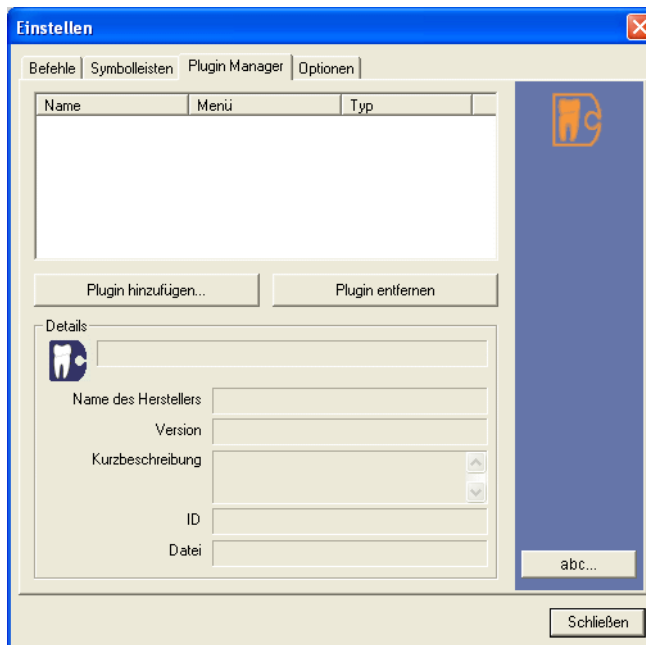 Einstellen
Befehle Symbolleisten Plugin Manager Optionen
Name Menü Typ
Plugin hinzufügen... Plugin entfernen
Details
Name des Herstellers
Version
Kurzbeschreibung
ID
Datei
abc...
Schließen